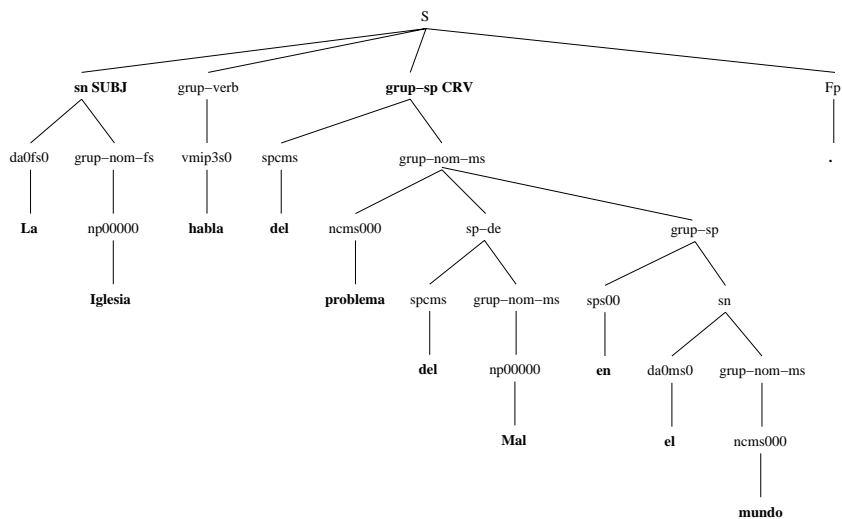 S
sn SUBJ grup−verb grup−sp CRV Fp
da0fs0 grup−nom−fs vmip3s0 spcms grup−nom−ms .
La np00000 habla del ncms000 sp−de grup−sp
Iglesia problema spcms grup−nom−ms sps00 sn
del np00000 en da0ms0 grup−nom−ms
Mal el ncms000
mundo